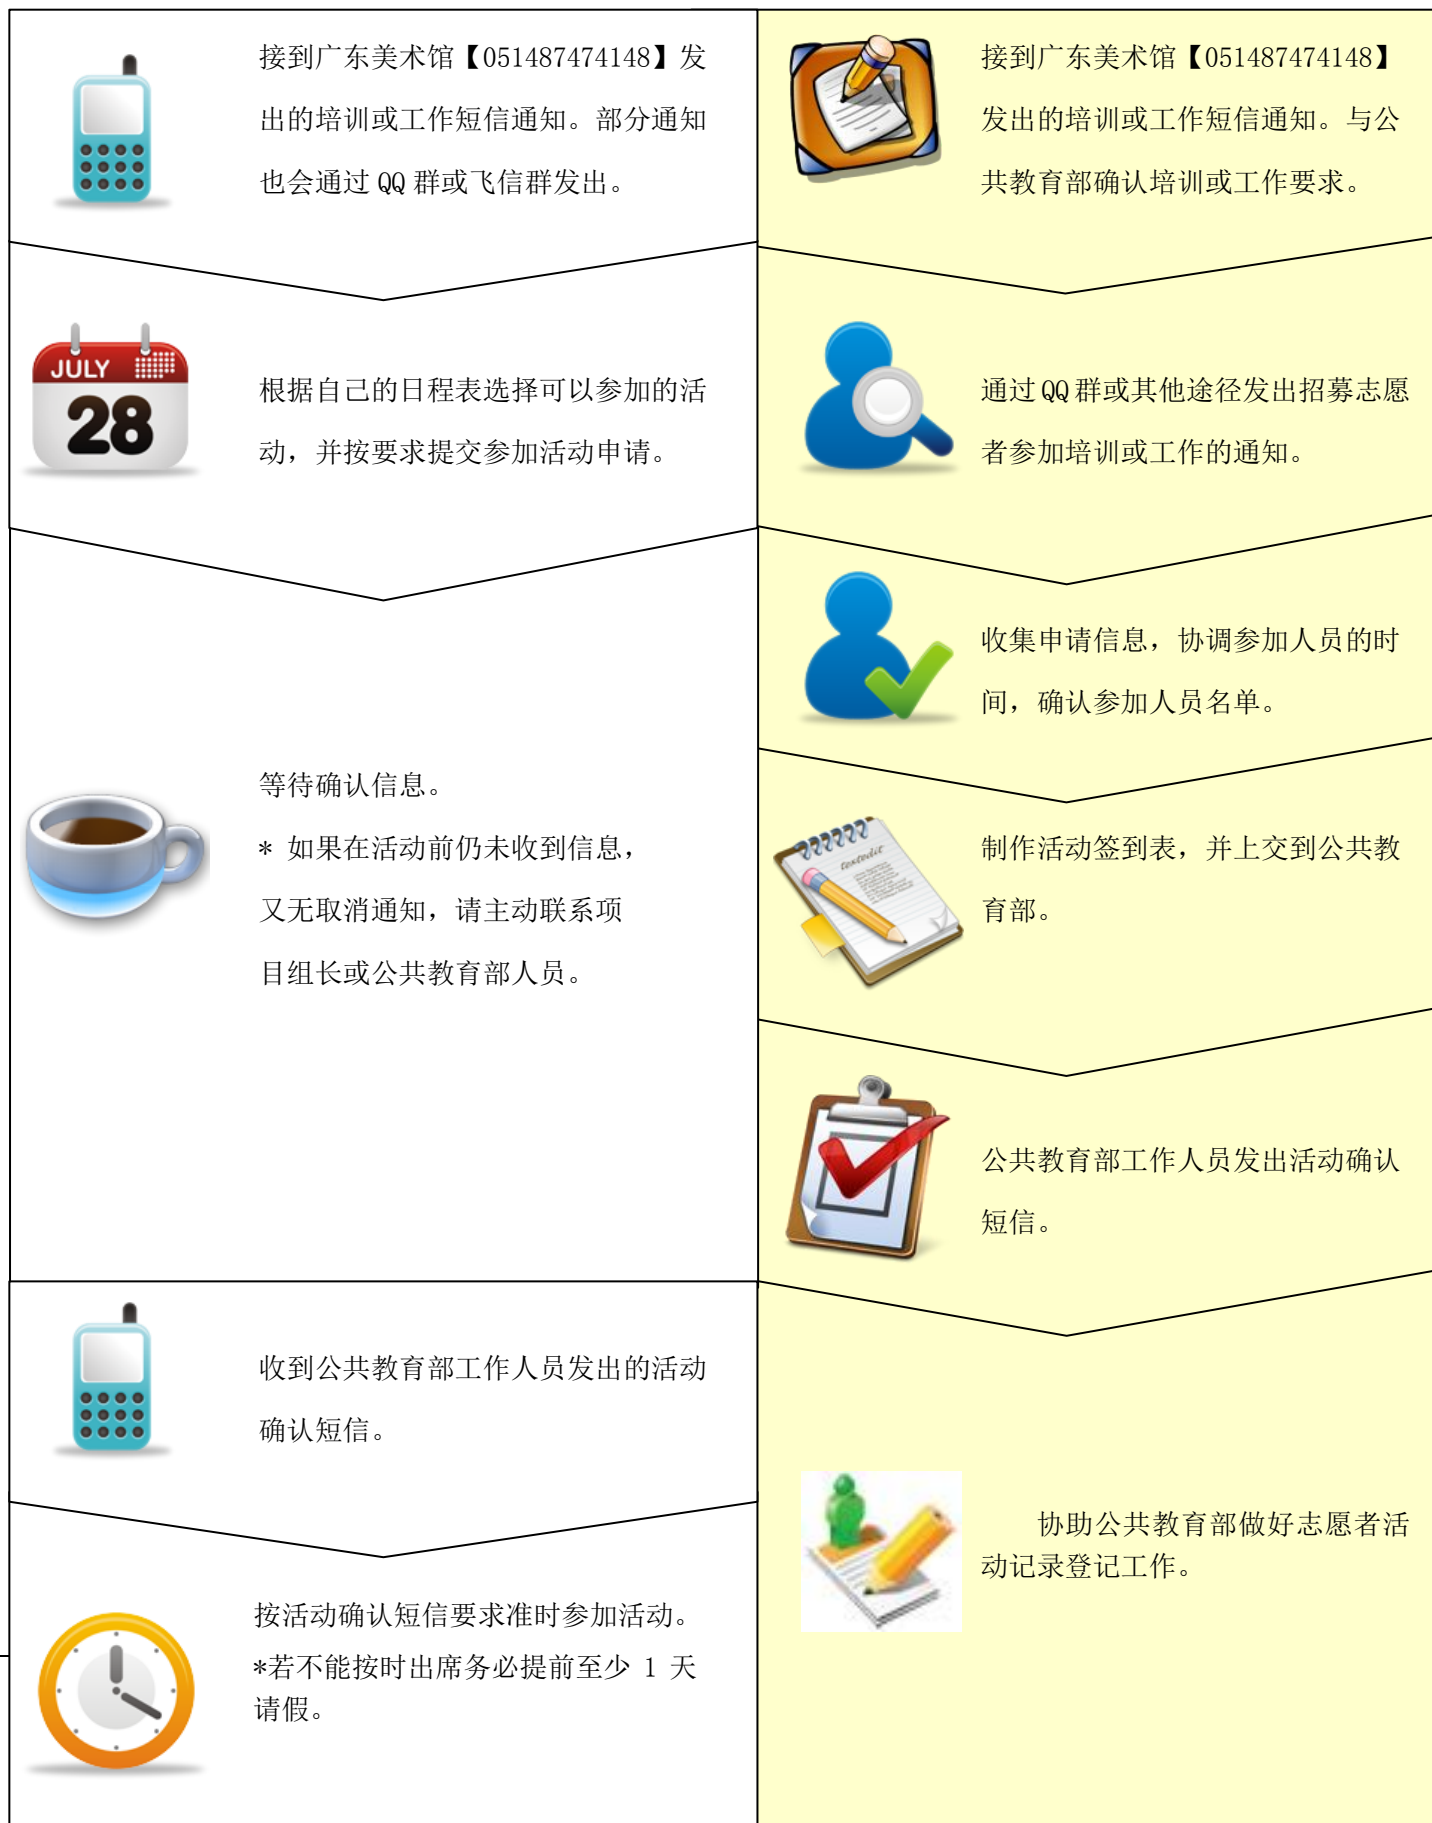 接到广东美术馆【051487474148】发
出的培训或工作短信通知。部分通知
也会通过 QQ 群或飞信群发出。
JULY
28
根据自己的日程表选择可以参加的活
动，并按要求提交参加活动申请。
等待确认信息。
* 如果在活动前仍未收到信息，
又无取消通知，请主动联系项
目组长或公共教育部人员。
收到公共教育部工作人员发出的活动
确认短信。
按活动确认短信要求准时参加活动。
*若不能按时出席务必提前至少 1 天
请假。
接到广东美术馆【051487474148】
发出的培训或工作短信通知。与公
共教育部确认培训或工作要求。
通过 QQ 群或其他途径发出招募志愿
者参加培训或工作的通知。
收集申请信息，协调参加人员的时
间，确认参加人员名单。
textedit
制作活动签到表，并上交到公共教
育部。
公共教育部工作人员发出活动确认
短信。
协助公共教育部做好志愿者活
动记录登记工作。